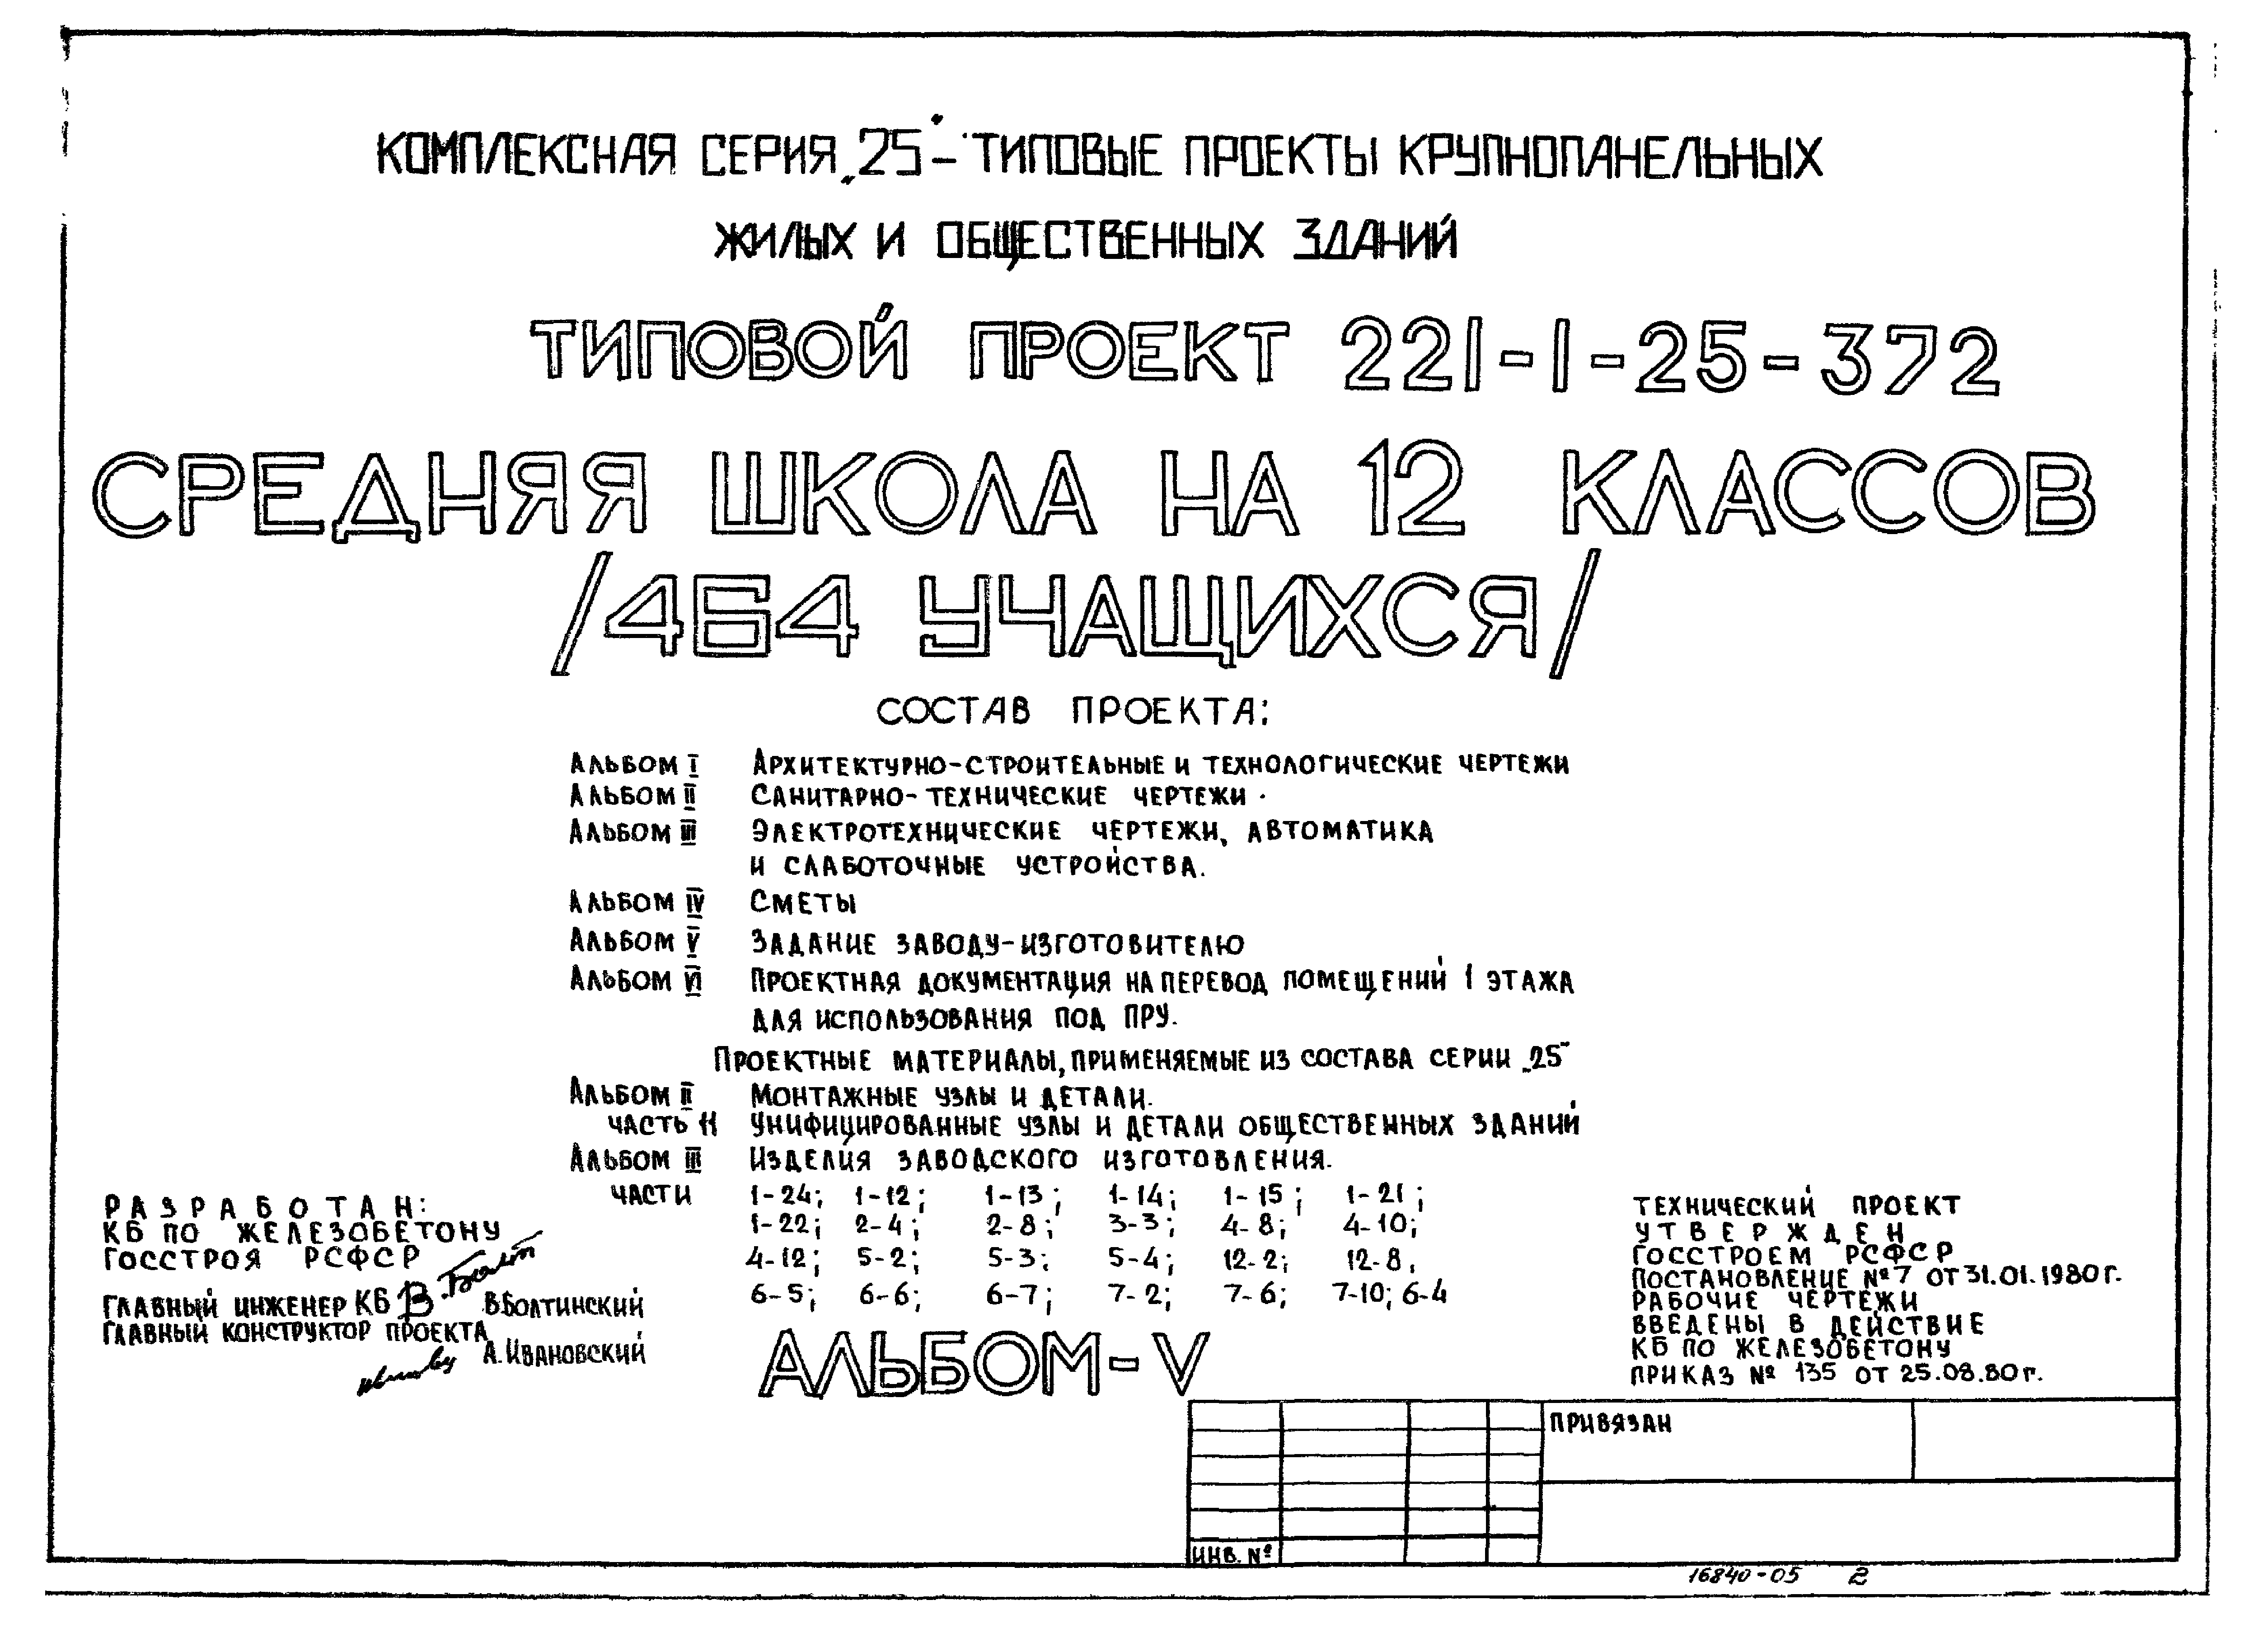 КОМПЛЕКСНАЯ СЕРИЯ „25“ – ТИПОВЫЕ ПРОЕКТЫ КРУПНОПАНЕЛЬНЫХ
ЖИЛЫХ И ОБЩЕСТВЕННЫХ ЗДАНИЙ
ТИПОВОЙ ПРОЕКТ 221-1-25-372
СРЕДНЯЯ ШКОЛА НА 12 КЛАССОВ
/464 УЧАЩИХСЯ/
СОСТАВ ПРОЕКТА:
АЛЬБОМ I АРХИТЕКТУРНО-СТРОИТЕЛЬНЫЕ И ТЕХНОЛОГИЧЕСКИЕ ЧЕРТЕЖИ
АЛЬБОМ II САНИТАРНО-ТЕХНИЧЕСКИЕ ЧЕРТЕЖИ.
АЛЬБОМ III ЭЛЕКТРОТЕХНИЧЕСКИЕ ЧЕРТЕЖИ, АВТОМАТИКА
И СЛАБОТОЧНЫЕ УСТРОЙСТВА.
АЛЬБОМ IV СМЕТЫ
АЛЬБОМ V ЗАДАНИЕ ЗАВОДУ-ИЗГОТОВИТЕЛЮ
АЛЬБОМ VI ПРОЕКТНАЯ ДОКУМЕНТАЦИЯ НА ПЕРЕВОД ПОМЕЩЕНИЙ 1 ЭТАЖА
ДЛЯ ИСПОЛЬЗОВАНИЯ ПОД ПРУ.
ПРОЕКТНЫЕ МАТЕРИАЛЫ, ПРИМЕНЯЕМЫЕ ИЗ СОСТАВА СЕРИИ „25“
АЛЬБОМ II МОНТАЖНЫЕ УЗЛЫ И ДЕТАЛИ.
ЧАСТЬ 11 УНИФИЦИРОВАННЫЕ УЗЛЫ И ДЕТАЛИ ОБЩЕСТВЕННЫХ ЗДАНИЙ
АЛЬБОМ III ИЗДЕЛИЯ ЗАВОДСКОГО ИЗГОТОВЛЕНИЯ.
ЧАСТИ 1-24; 1-12; 1-13; 1-14; 1-15; 1-21;
1-22; 2-4; 2-8; 3-3; 4-8; 4-10;
4-12; 5-2; 5-3; 5-4; 12-2; 12-8,
6-5; 6-6; 6-7; 7-2; 7-6; 7-10; 6-4
РАЗРАБОТАН:
КБ ПО ЖЕЛЕЗОБЕТОНУ
ГОССТРОЯ РСФСР
ГЛАВНЫЙ ИНЖЕНЕР КБ В.БОЛТИНСКИЙ
ГЛАВНЫЙ КОНСТРУКТОР ПРОЕКТА
А.ИВАНОВСКИЙ
ТЕХНИЧЕСКИЙ ПРОЕКТ
УТВЕРЖДЕН
ГОССТРОЕМ РСФСР
ПОСТАНОВЛЕНИЕ №7 ОТ 31.01.1980г.
РАБОЧИЕ ЧЕРТЕЖИ
ВВЕДЕНЫ В ДЕЙСТВИЕ
КБ ПО ЖЕЛЕЗОБЕТОНУ
ПРИКАЗ № 135 ОТ 25.08.80г.
АЛЬБОМ-V
ПРИВЯЗАН
ИНВ. №
16840-05 2